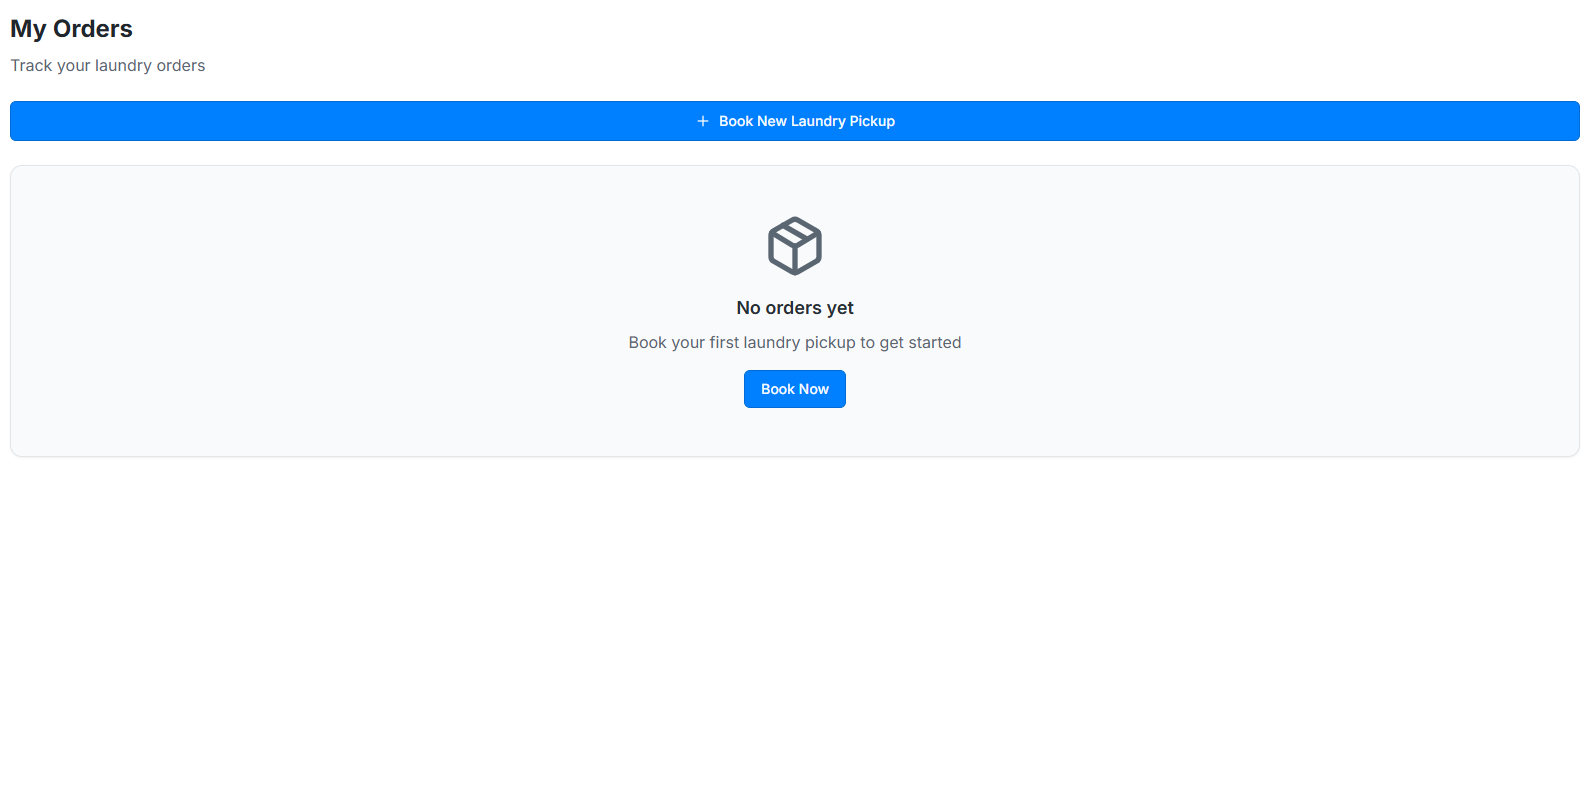 My Orders
Track your laundry orders
Book New Laundry Pickup
No orders yet
Book your first laundry pickup to get started
Book Now